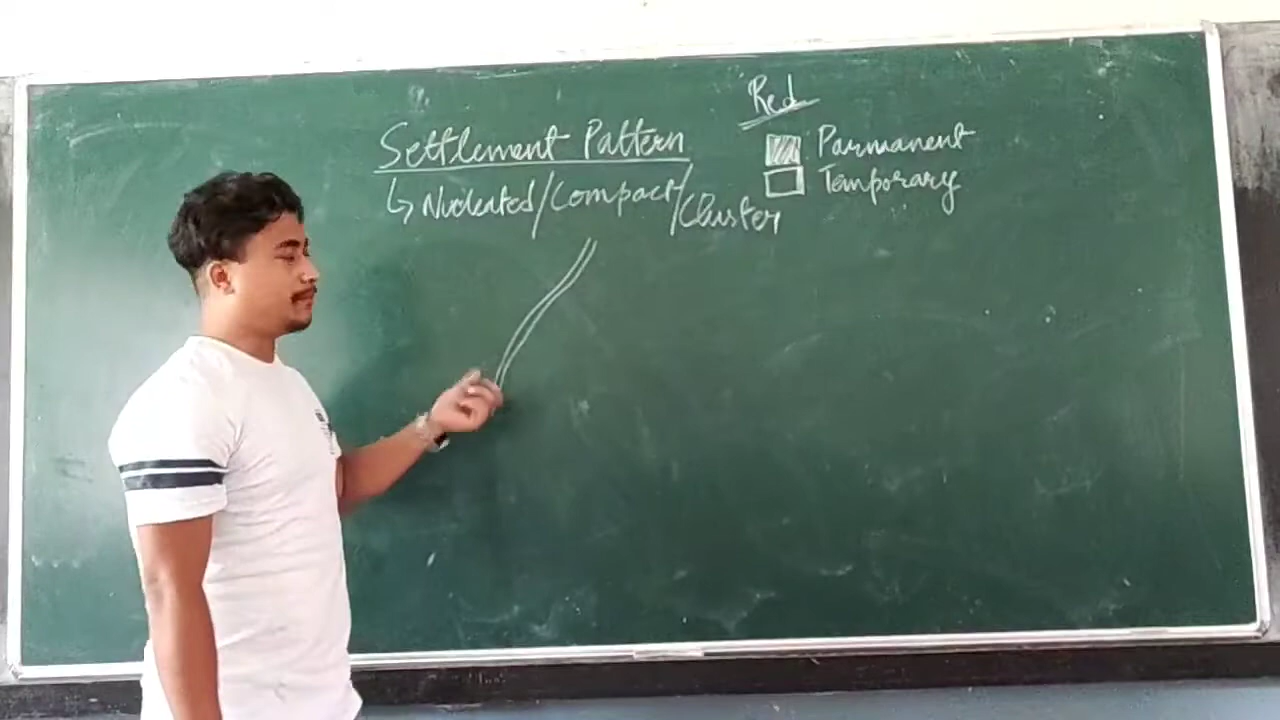 Red
Settlement Pattern
Parmanent
↳ Nucleated/Compact/Cluster
Temporary